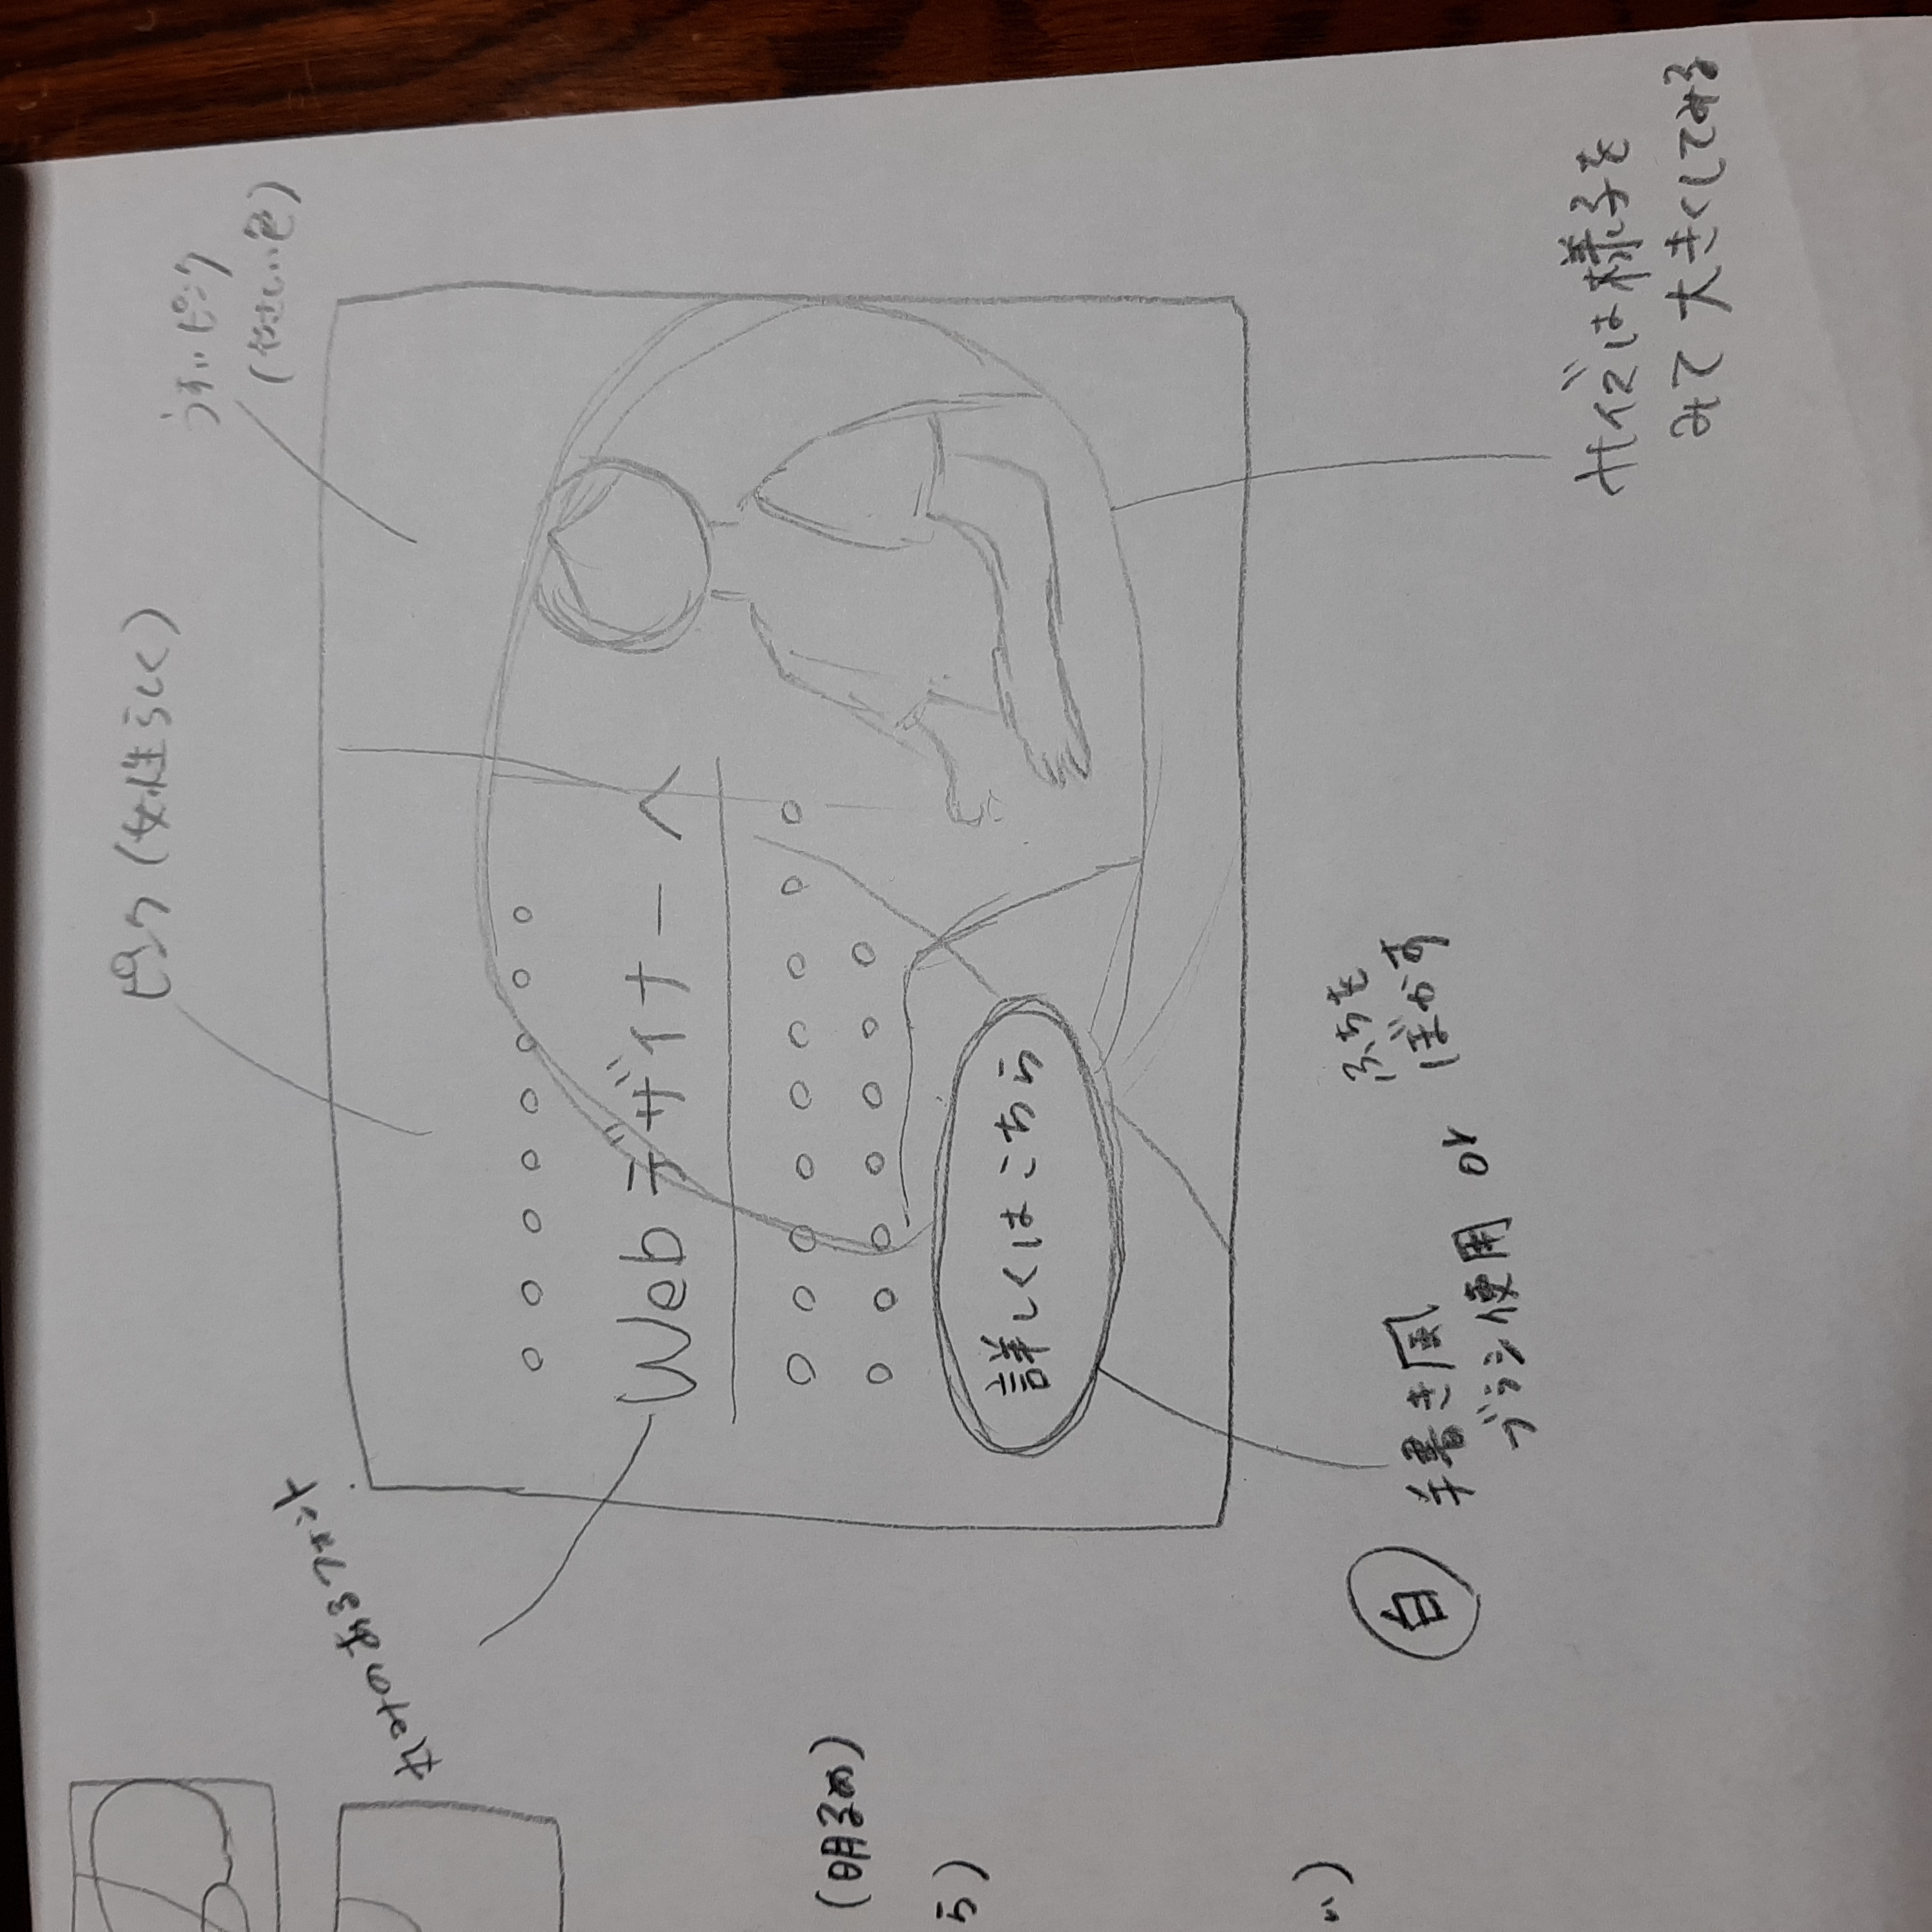 ピンク(女性らしく)
うすいピンク
(やさしい色)
丸みのあるフォント
○○○○○○○○
Webデザイナーへ
○○○○○○○○○
○○○○○○○
詳しくはこちら
(明るめ)
ら)
い)
白
手書き風
ブラシ使用 or
ふちを
ぼかす
サイズは様子を
みて大きくしてみる